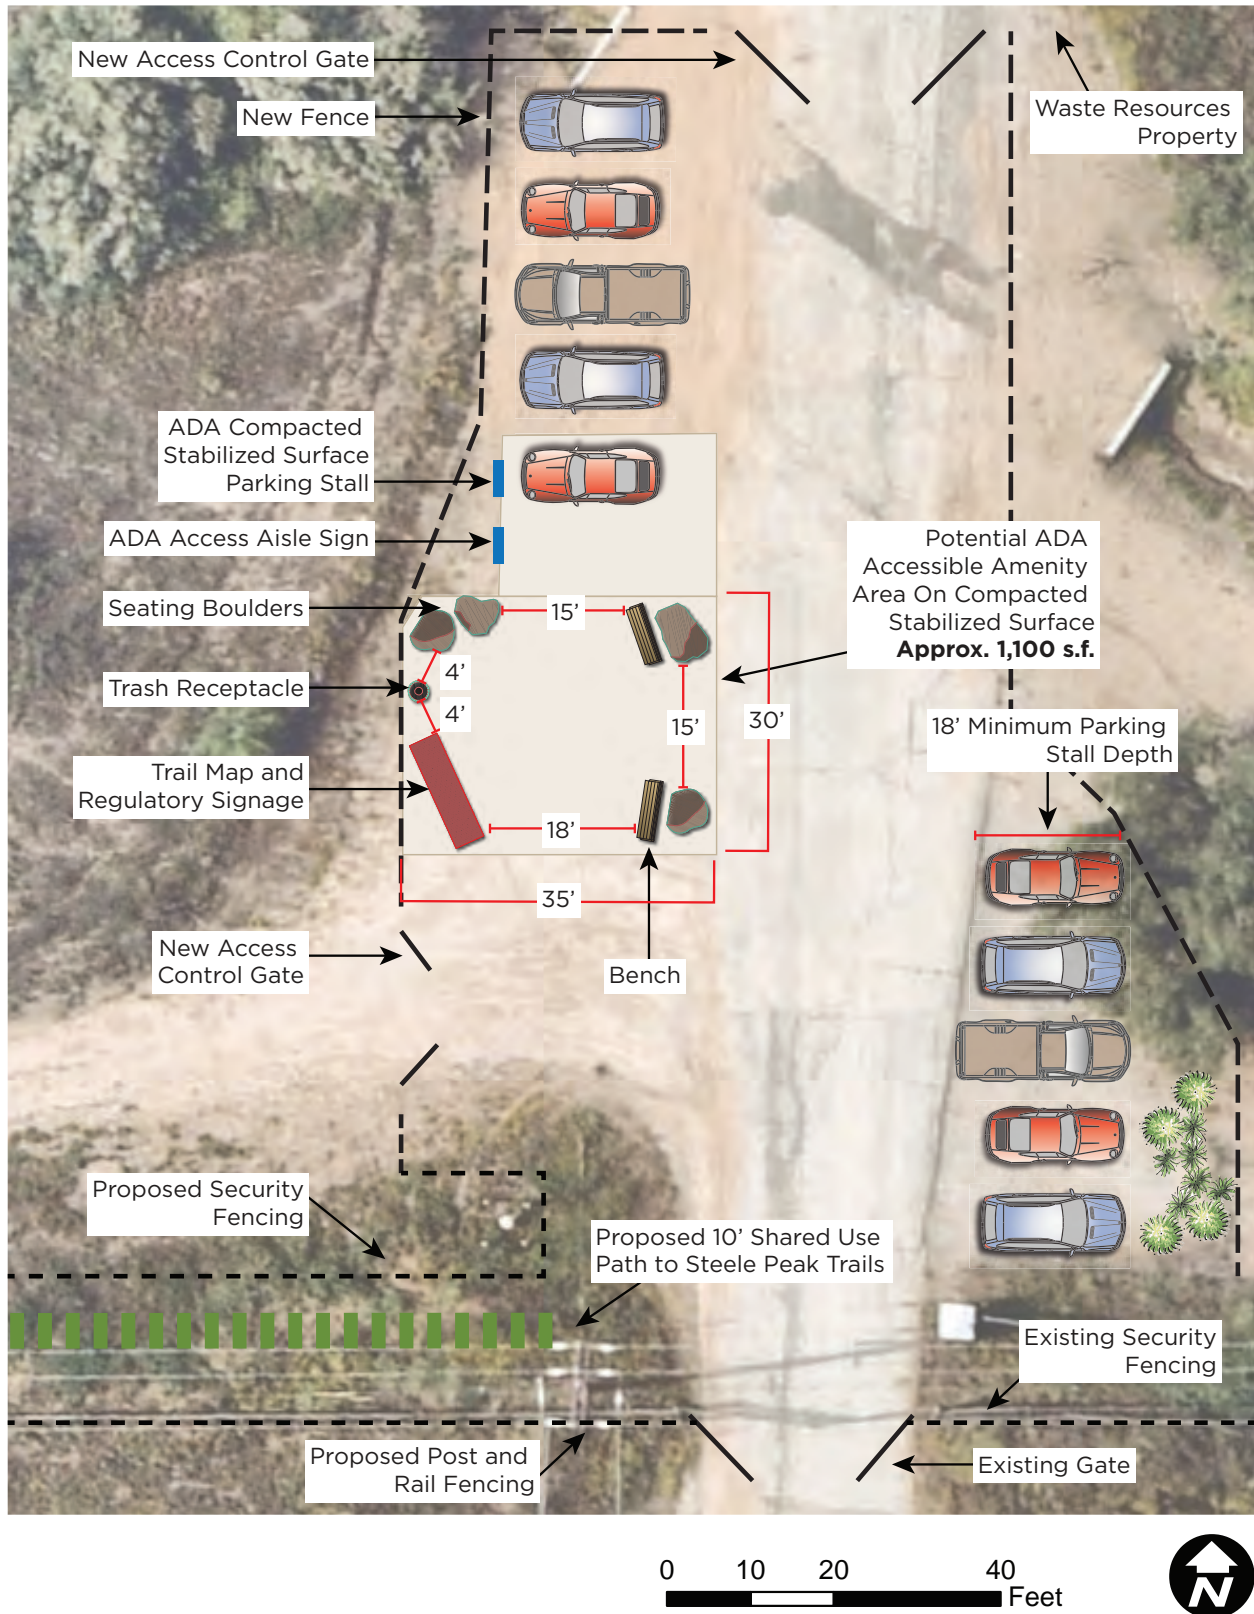 New Access Control Gate
New Fence
Waste Resources
Property
ADA Compacted
Stabilized Surface
Parking Stall
ADA Access Aisle Sign
Potential ADA
Accessible Amenity
Area On Compacted
Stabilized Surface
Approx. 1,100 s.f.
Seating Boulders
15’
4’
Trash Receptacle
4’
15’
30’
18’ Minimum Parking
Stall Depth
Trail Map and
Regulatory Signage
18’
35’
New Access
Control Gate
Bench
Proposed Security
Fencing
Proposed 10’ Shared Use
Path to Steele Peak Trails
Existing Security
Fencing
Proposed Post and
Rail Fencing
Existing Gate
0 10 20 40
Feet
N